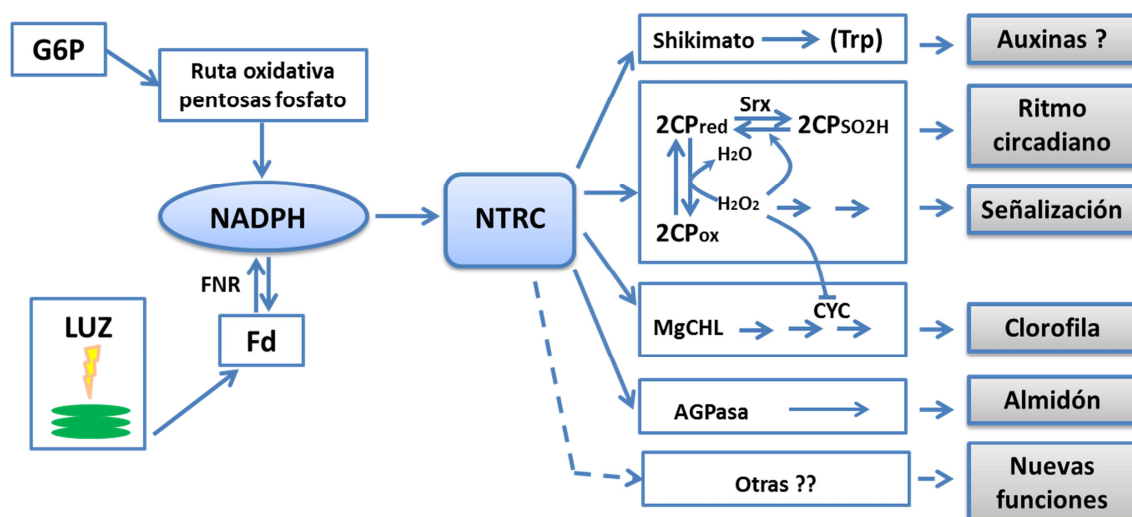 G6P
Ruta oxidativa
pentosas fosfato
NADPH
FNR
Fd
LUZ
NTRC
Shikimato (Trp)
Auxinas ?
Srx
2CPred 2CPSO2H
H2O
H2O2
2CPox
Ritmo
circadiano
Señalización
CYC
MgCHL
Clorofila
AGPasa
Almidón
Otras ??
Nuevas
funciones